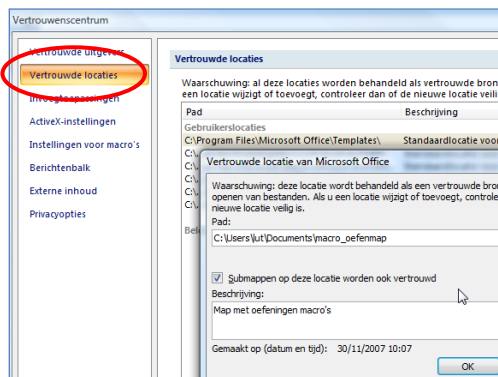 Vertrouwenscentrum
Vertrouwde uitgevers
Vertrouwde locaties
Invoegtoepassingen
ActiveX-instellingen
Instellingen voor macro's
Berichtenbalk
Externe inhoud
Privacyopties
Vertrouwde locaties
Waarschuwing: al deze locaties worden behandeld als vertrouwde bron
een locatie wijzigt of toevoegt, controleer dan of de nieuwe locatie veili
Pad Beschrijving
Gebruikerslocaties
C:\Program Files\Microsoft Office\Templates\ Standaardlocatie voor
C:\
C:\
C:\
C:\
Vertrouwde locatie van Microsoft Office
Waarschuwing: deze locatie wordt behandeld als een vertrouwde bron
openen van bestanden. Als u een locatie wijzigt of toevoegt, controle
nieuwe locatie veilig is.
Pad:
C:\Users\lut\Documents\macro_oefenmap
Submappen op deze locatie worden ook vertrouwd
Beschrijving:
Map met oefeningen macro's
Gemaakt op (datum en tijd): 30/11/2007 10:07
OK